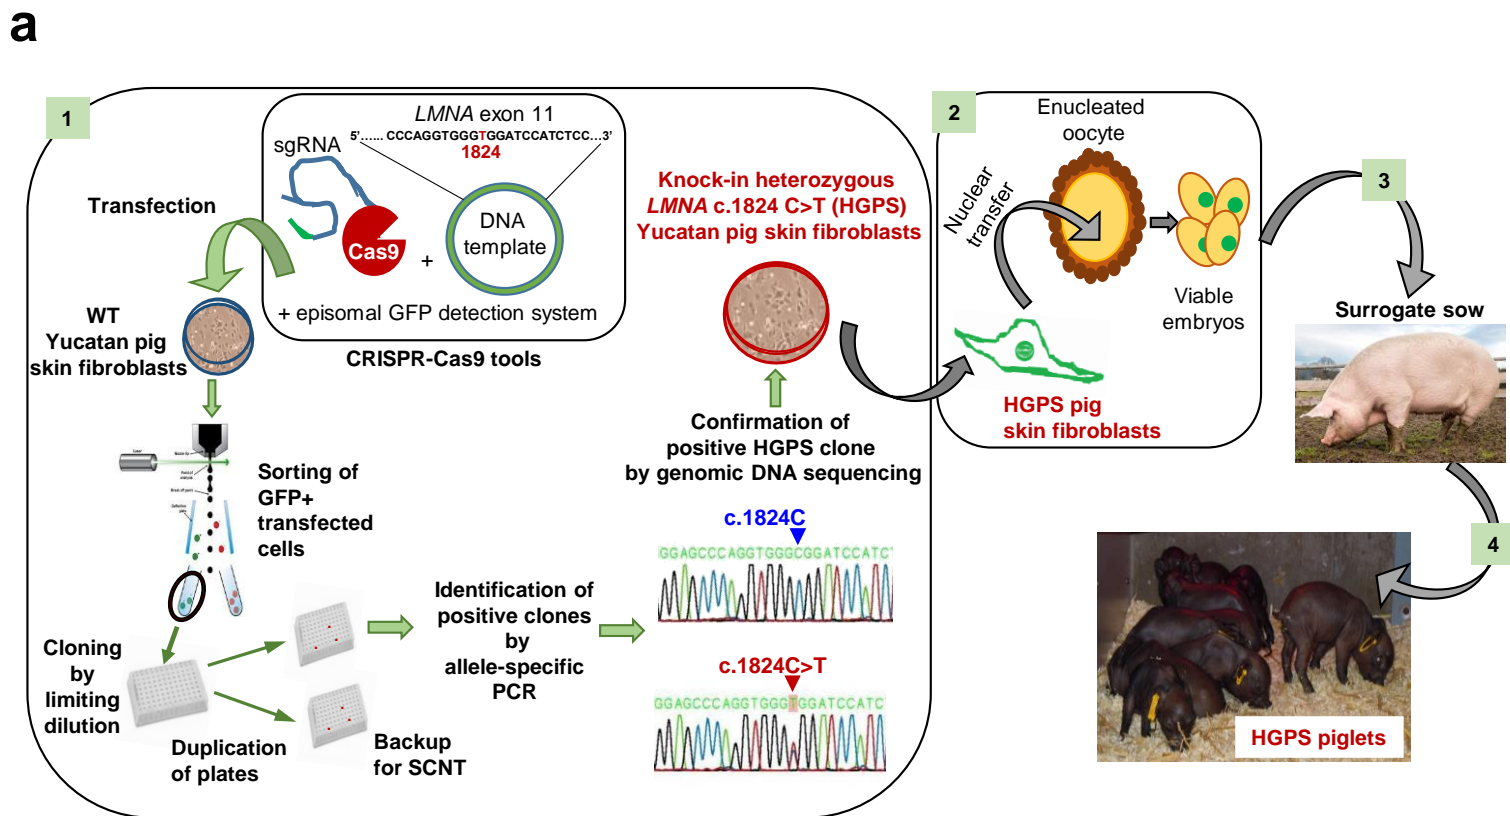 a
1
LMNA exon 11
5’...... CCCAGGTGGGTGGATCCATCTCC...3’
1824
sgRNA
Cas9
+
DNA
template
+ episomal GFP detection system
CRISPR-Cas9 tools
Transfection
WT
Yucatan pig
skin fibroblasts
Sorting of
GFP+
transfected
cells
Cloning
by
limiting
dilution
Duplication
of plates
Backup
for SCNT
Identification of
positive clones
by
allele-specific
PCR
Knock-in heterozygous
LMNA c.1824 C>T (HGPS)
Yucatan pig skin fibroblasts
Confirmation of
positive HGPS clone
by genomic DNA sequencing
c.1824C
GGAGCCCAGGTGGGCGGATCCATC
c.1824C>T
GGAGCCCAGGTGGGTGGATCCATC
2
Enucleated
oocyte
Nuclear
transfer
Viable
embryos
HGPS pig
skin fibroblasts
3
Surrogate sow
4
HGPS piglets